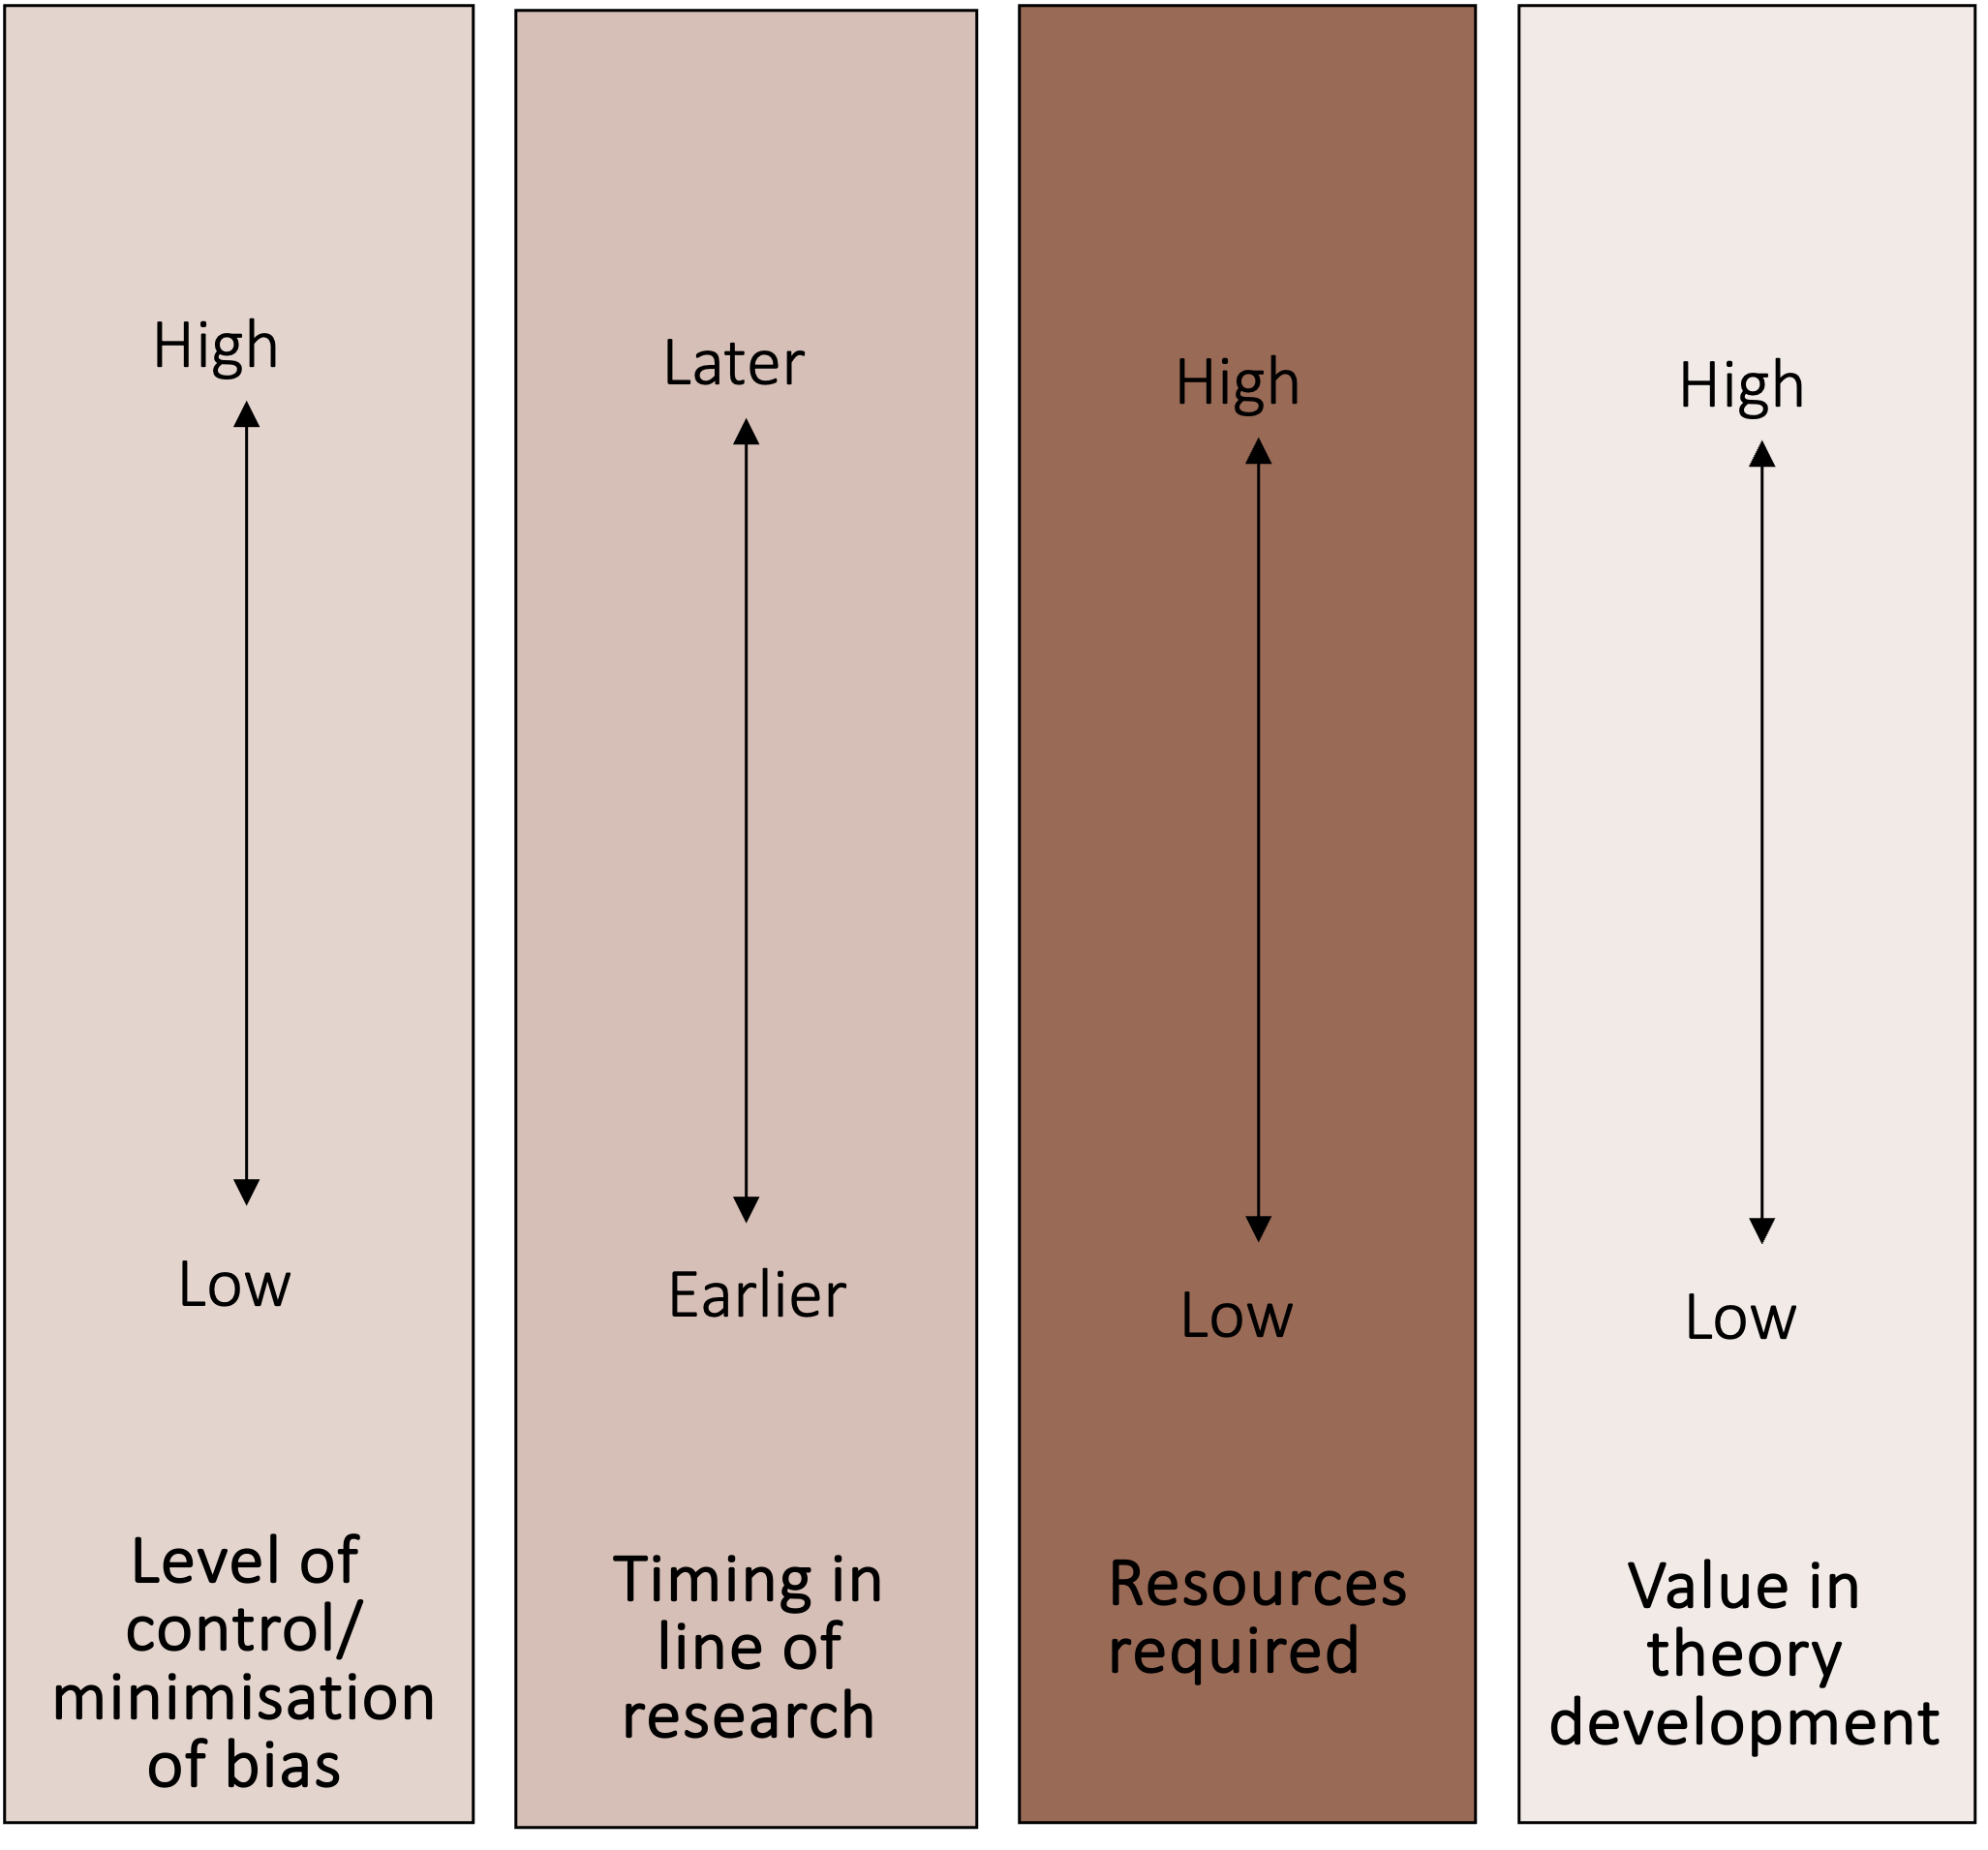 High
Low
Level of
control/
minimisation
of bias
Later
Earlier
Timing in
line of
research
High
Low
Resources
required
High
Low
Value in
theory
development